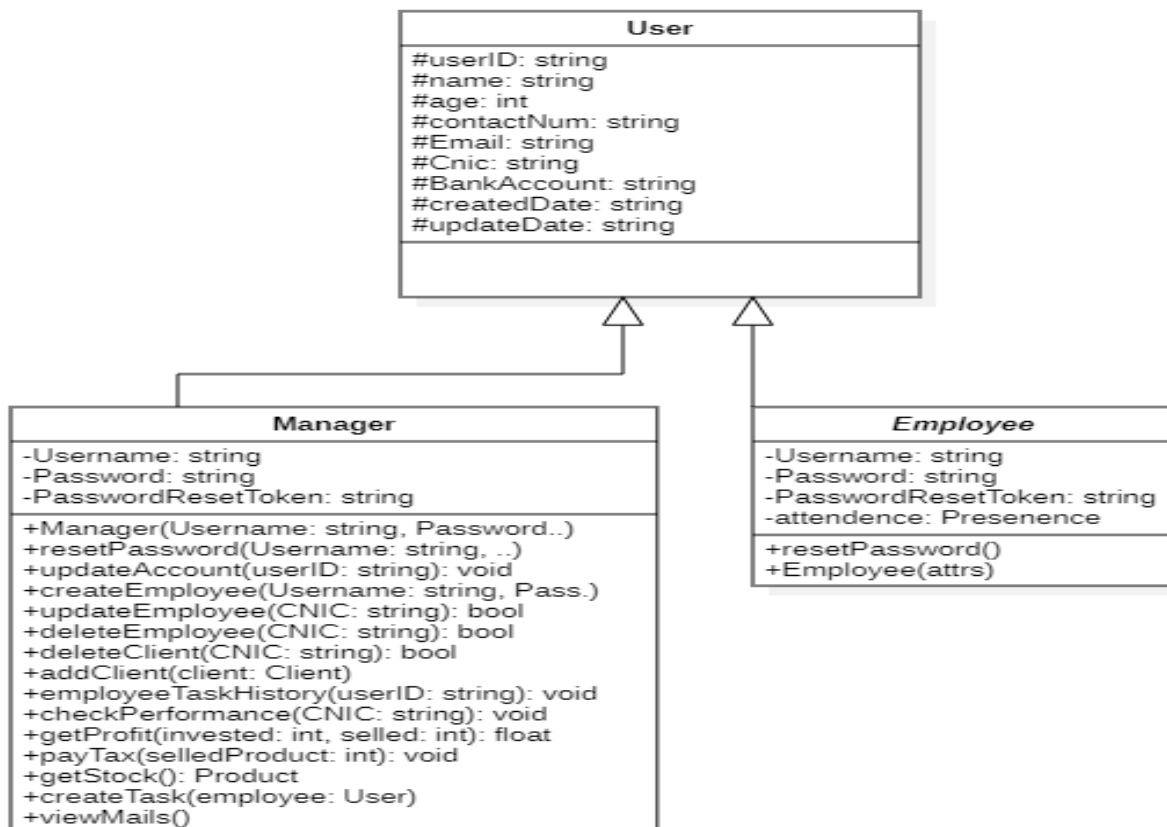 User
#userID: string
#name: string
#age: int
#contactNum: string
#Email: string
#Cnic: string
#BankAccount: string
#createdDate: string
#updateDate: string
Manager
-Username: string
-Password: string
-PasswordResetToken: string
+Manager(Username: string, Password..)
+resetPassword(Username: string, ..)
+updateAccount(userID: string): void
+createEmployee(Username: string, Pass.)
+updateEmployee(CNIC: string): bool
+deleteEmployee(CNIC: string): bool
+deleteClient(CNIC: string): bool
+addClient(client: Client)
+employeeTaskHistory(userID: string): void
+checkPerformance(CNIC: string): void
+getProfit(invested: int, selled: int): float
+payTax(selledProduct: int): void
+getStock(): Product
+createTask(employee: User)
+viewMails()
Employee
-Username: string
-Password: string
-PasswordResetToken: string
-attendence: Presenence
+resetPassword()
+Employee(attrs)